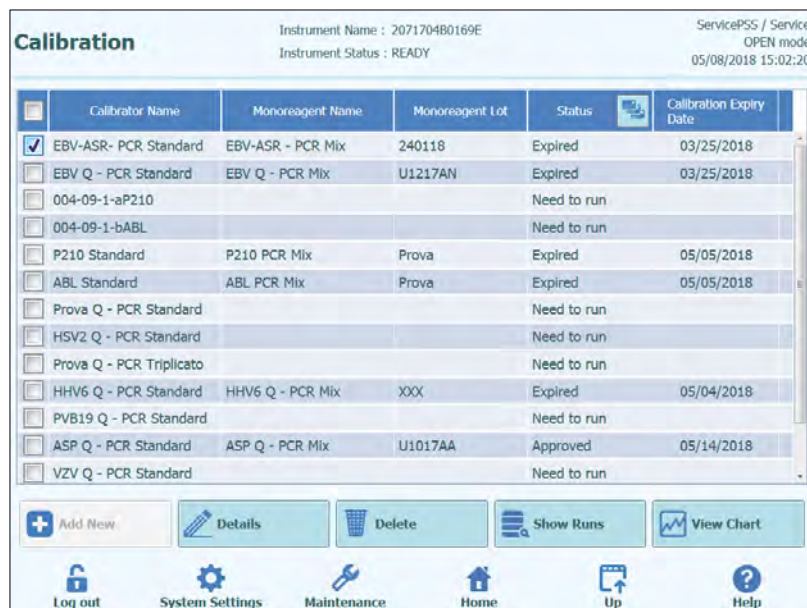 Calibration
Instrument Name : 2071704B0169E
Instrument Status : READY
ServicePSS / Service
OPEN mode
05/08/2018 15:02:20
Calibrator Name Monoreagent Name Monoreagent Lot Status Calibration Expiry Date
EBV-ASR- PCR Standard EBV-ASR - PCR Mix 240118 Expired 03/25/2018
EBV Q - PCR Standard EBV Q - PCR Mix U1217AN Expired 03/25/2018
004-09-1-aP210 Need to run
004-09-1-bABL Need to run
P210 Standard P210 PCR Mix Prova Expired 05/05/2018
ABL Standard ABL PCR Mix Prova Expired 05/05/2018
Prova Q - PCR Standard Need to run
HSV2 Q - PCR Standard Need to run
Prova Q - PCR Triplicato Need to run
HHV6 Q - PCR Standard HHV6 Q - PCR Mix XXX Expired 05/04/2018
PVB19 Q - PCR Standard Need to run
ASP Q - PCR Standard ASP Q - PCR Mix U1017AA Approved 05/14/2018
VZV Q - PCR Standard Need to run
Add New Details Delete Show Runs View Chart
Log out System Settings Maintenance Home Up Help